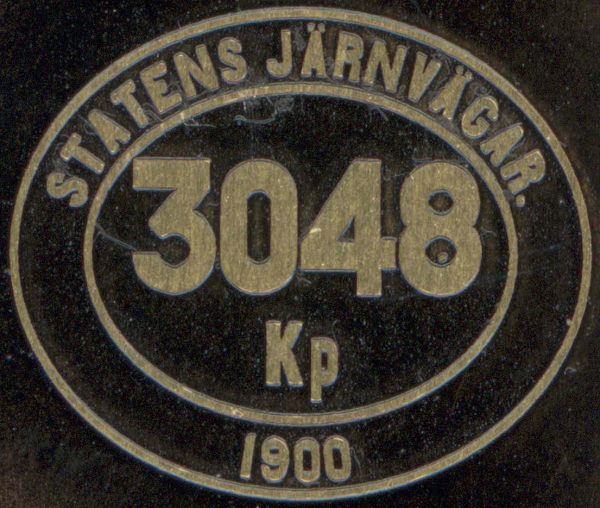 STATENS JÄRNVÄGAR.
3048
Kp
1900